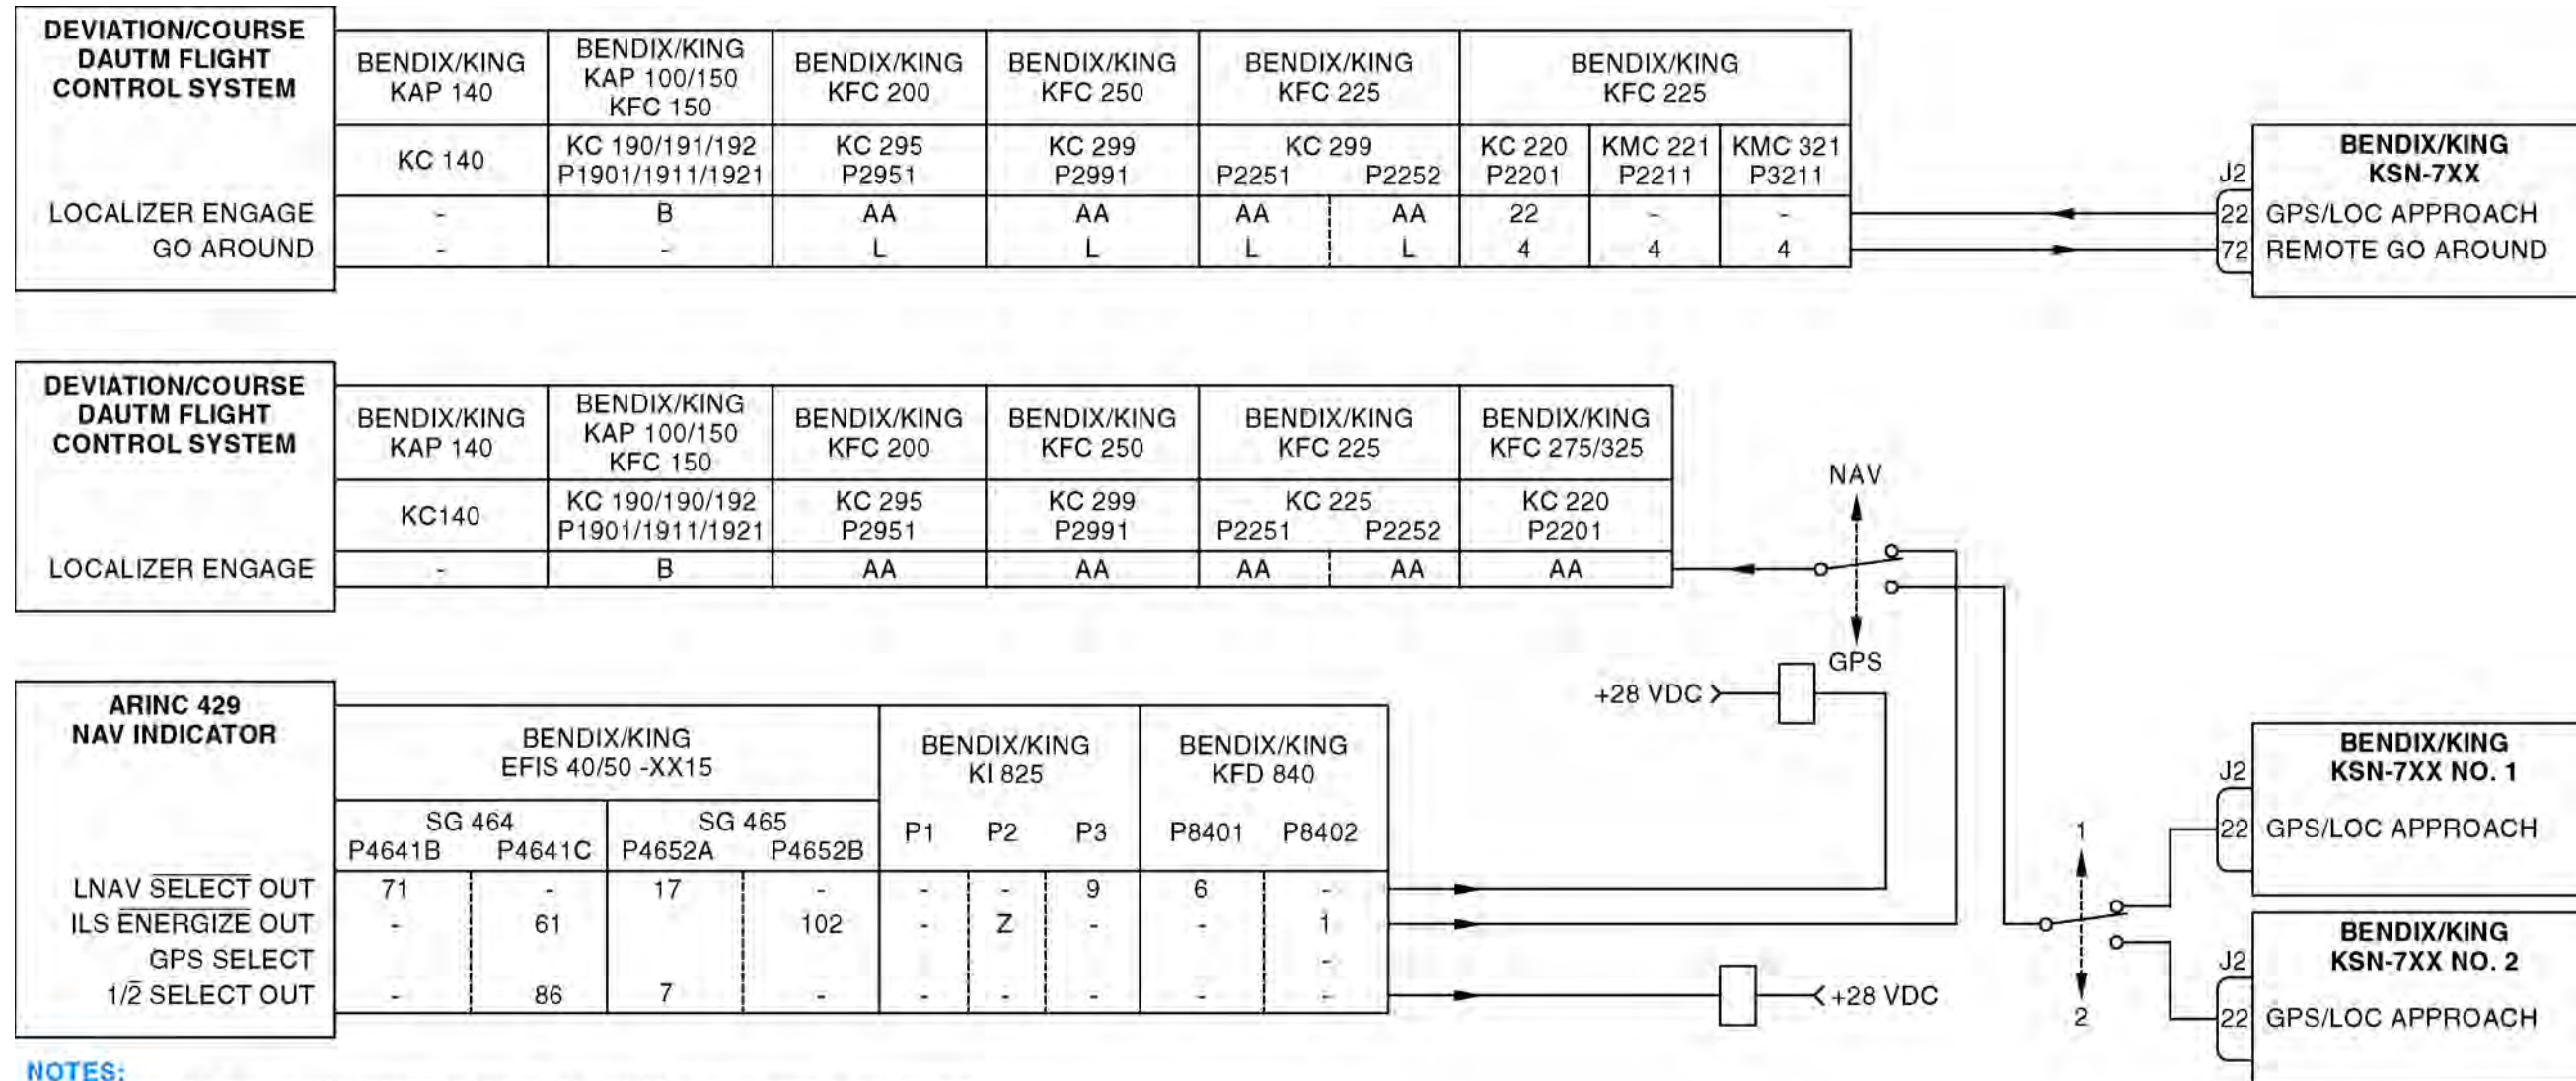 DEVIATION/COURSE
DAUTM FLIGHT
CONTROL SYSTEM
BENDIX/KING
KAP 140
BENDIX/KING
KAP 100/150
KFC 150
BENDIX/KING
KFC 200
BENDIX/KING
KFC 250
BENDIX/KING
KFC 225
BENDIX/KING
KFC 225
KC 140
KC 190/191/192
P1901/1911/1921
KC 295
P2951
KC 299
P2991
KC 299
P2251 P2252
KC 220
P2201
KMC 221
P2211
KMC 321
P3211
LOCALIZER ENGAGE - B AA AA AA AA 22 - -
GO AROUND - - L L L L 4 4 4
BENDIX/KING
KSN-7XX
J2
22 GPS/LOC APPROACH
72 REMOTE GO AROUND
DEVIATION/COURSE
DAUTM FLIGHT
CONTROL SYSTEM
BENDIX/KING
KAP 140
BENDIX/KING
KAP 100/150
KFC 150
BENDIX/KING
KFC 200
BENDIX/KING
KFC 250
BENDIX/KING
KFC 225
BENDIX/KING
KFC 275/325
KC140
KC 190/190/192
P1901/1911/1921
KC 295
P2951
KC 299
P2991
KC 225
P2251 P2252
KC 220
P2201
LOCALIZER ENGAGE - B AA AA AA AA AA
NAV
GPS
+28 VDC
ARINC 429
NAV INDICATOR
BENDIX/KING
EFIS 40/50 -XX15
BENDIX/KING
KI 825
BENDIX/KING
KFD 840
SG 464
P4641B P4641C
SG 465
P4652A P4652B
P1 P2 P3
P8401 P8402
LNAV SELECT OUT 71 - 17 - - - 9 6 -
ILS ENERGIZE OUT - 61 102 - Z - - 1
GPS SELECT -
1/2̅ SELECT OUT - 86 7 - - - - - -
+28 VDC
1
2
BENDIX/KING
KSN-7XX NO. 1
J2
22 GPS/LOC APPROACH
BENDIX/KING
KSN-7XX NO. 2
J2
22 GPS/LOC APPROACH
NOTES: